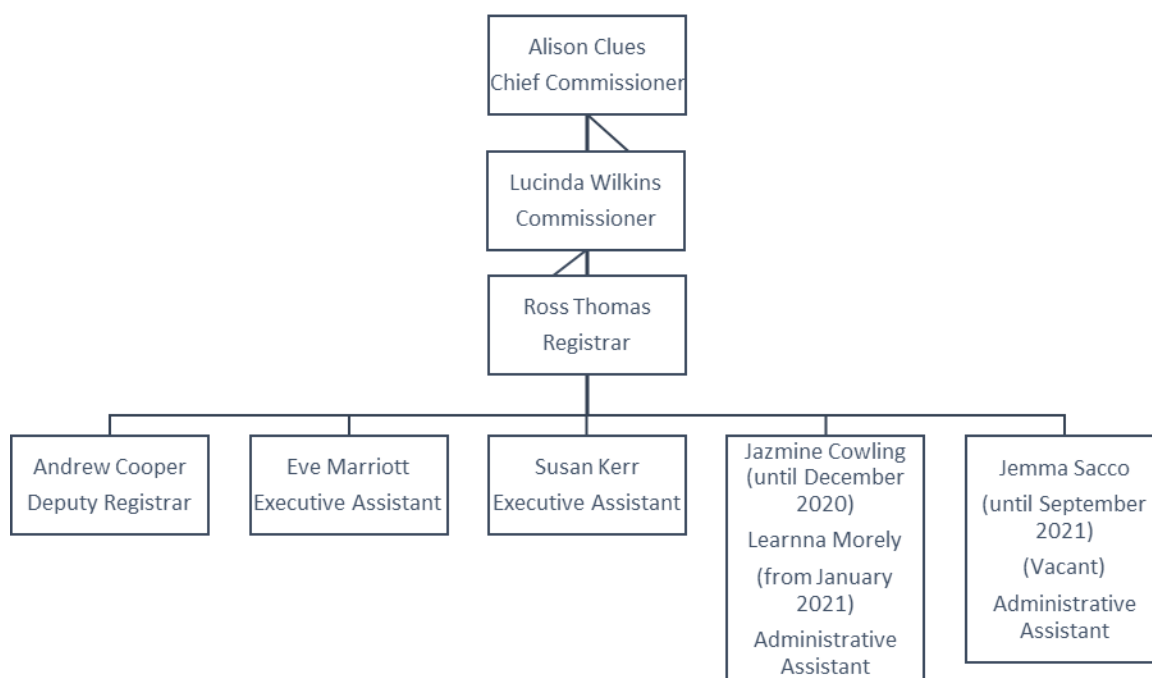 Alison Clues
Chief Commissioner
Lucinda Wilkins
Commissioner
Ross Thomas
Registrar
Andrew Cooper
Deputy Registrar
Eve Marriott
Executive Assistant
Susan Kerr
Executive Assistant
Jazmine Cowling
(until December
2020)
Learnna Morely
(from January
2021)
Administrative
Assistant
Jemma Sacco
(until September
2021)
(Vacant)
Administrative
Assistant